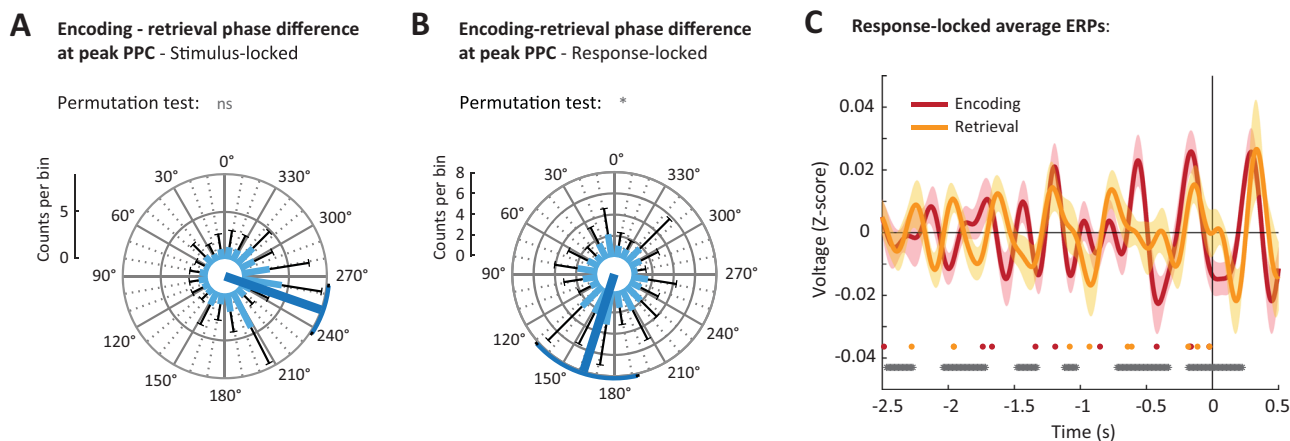 A
Encoding - retrieval phase difference
at peak PPC - Stimulus-locked
Permutation test: ns
Counts per bin
5
0
0°
30°
60°
90°
120°
150°
180°
210°
240°
270°
300°
330°
B
Encoding-retrieval phase difference
at peak PPC - Response-locked
Permutation test: *
Counts per bin
8
6
4
2
0
0°
30°
60°
90°
120°
150°
180°
210°
240°
270°
300°
330°
C
Response-locked average ERPs:
Encoding
Retrieval
Voltage (Z-score)
0.04
0.02
0
-0.02
-0.04
-2.5 -2 -1.5 -1 -0.5 0 0.5
Time (s)